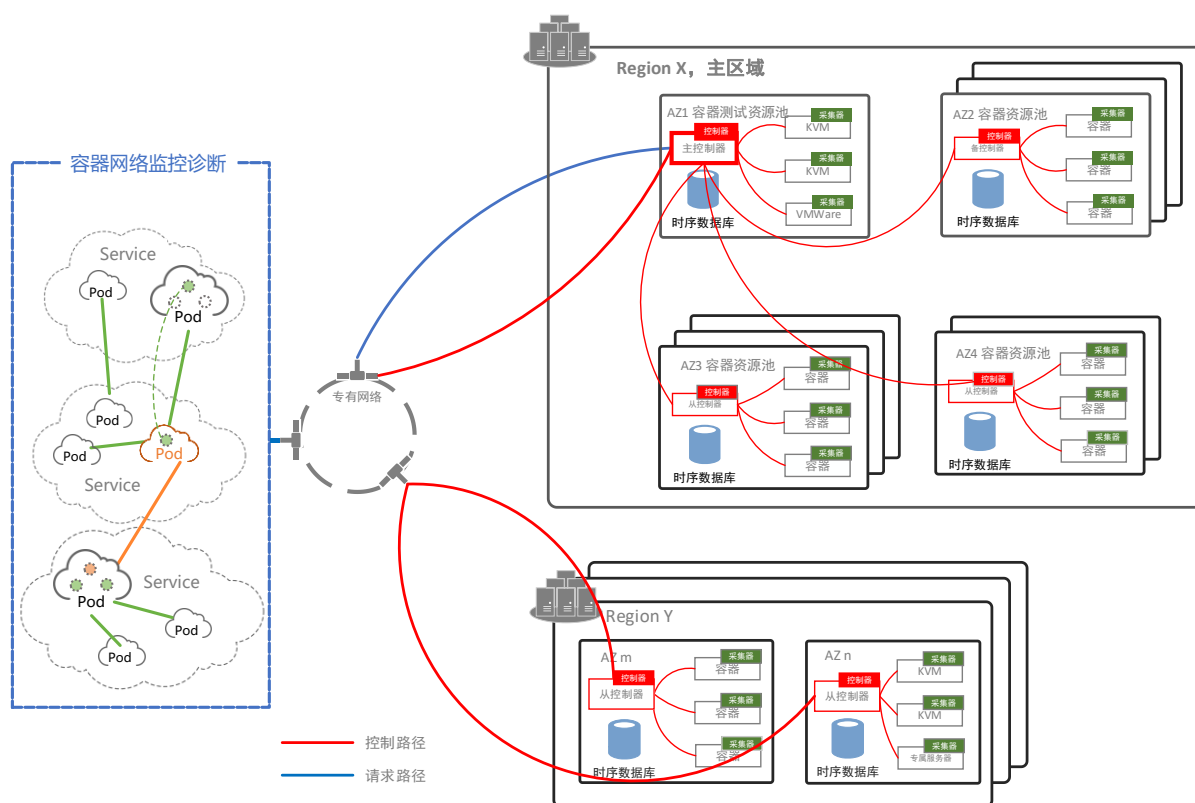 容器网络监控诊断
Service
Pod
Pod
Pod
Pod
Pod
Service
Service
Pod
Pod
Pod
专有网络
控制路径
请求路径
Region X，主区域
AZ1 容器测试资源池
控制器
主控制器
时序数据库
采集器
KVM
采集器
KVM
采集器
VMWare
AZ2 容器资源池
控制器
备控制器
时序数据库
采集器
容器
采集器
容器
采集器
容器
AZ3 容器资源池
控制器
从控制器
时序数据库
采集器
容器
采集器
容器
采集器
容器
AZ4 容器资源池
控制器
从控制器
时序数据库
采集器
容器
采集器
容器
采集器
容器
Region Y
AZ m
控制器
从控制器
时序数据库
采集器
容器
采集器
容器
采集器
容器
AZ n
控制器
从控制器
时序数据库
采集器
KVM
采集器
KVM
采集器
专属服务器